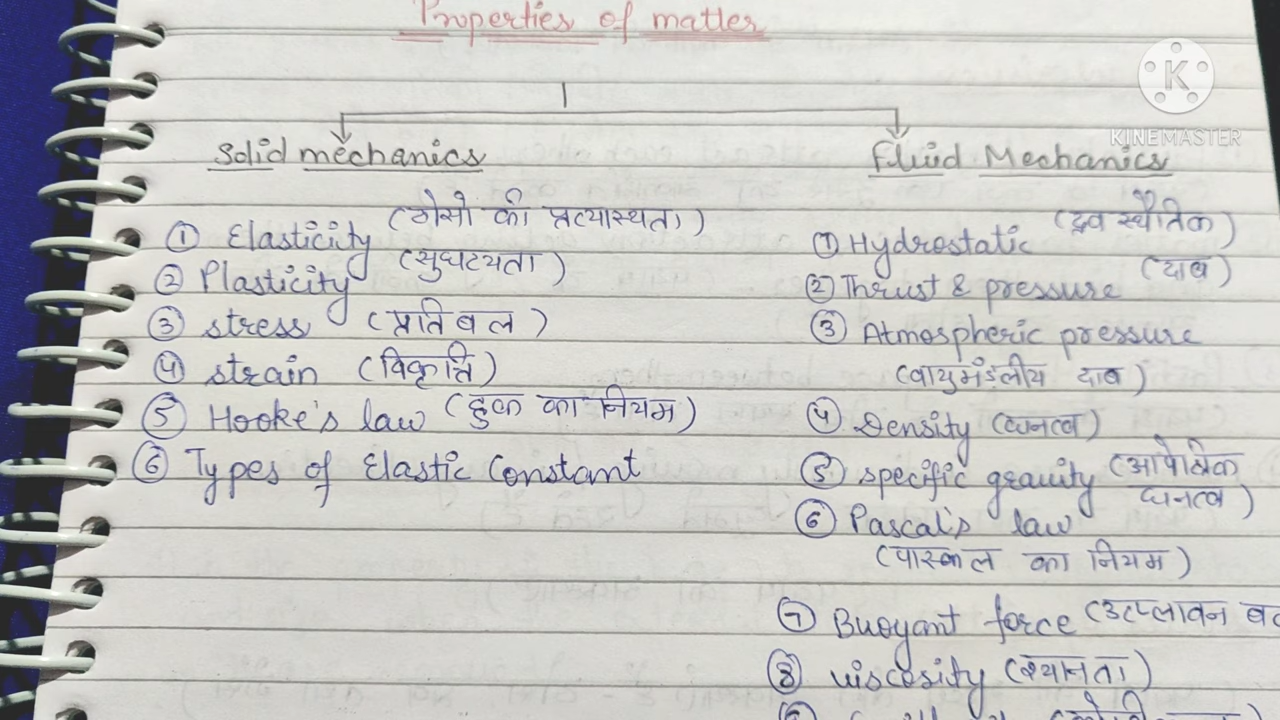 Properties of matter
Solid mechanics
① Elasticity (गेसो की प्रत्यास्थता)
② Plasticity (सुघटयता)
③ stress (प्रतिबल)
④ strain (विकृति)
⑤ Hooke's law (हुक का नियम)
⑥ Types of Elastic Constant
Fluid Mechanics
① Hydrostatic (द्रव स्थैतिक)
② Thrust & pressure (दाब)
③ Atmospheric pressure
(वायुमंडलीय दाब)
④ Density (घनत्व)
⑤ specific gravity (आपेक्षिक
घनत्व)
⑥ Pascal's law
(पास्कल का नियम)
⑦ Buoyant force (उत्प्लावन
⑧ viscosity (श्यानता)
K
KINEMASTER